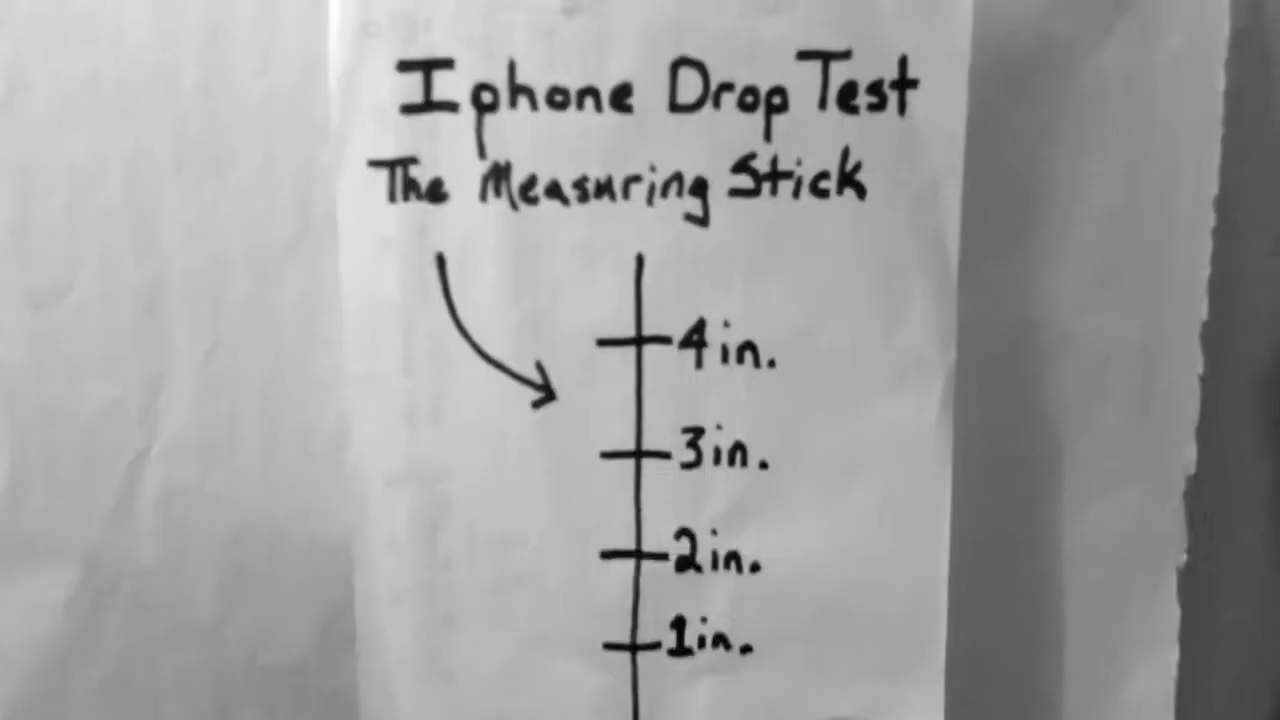 Iphone Drop Test
The Measuring Stick
4in.
3in.
2in.
1in.